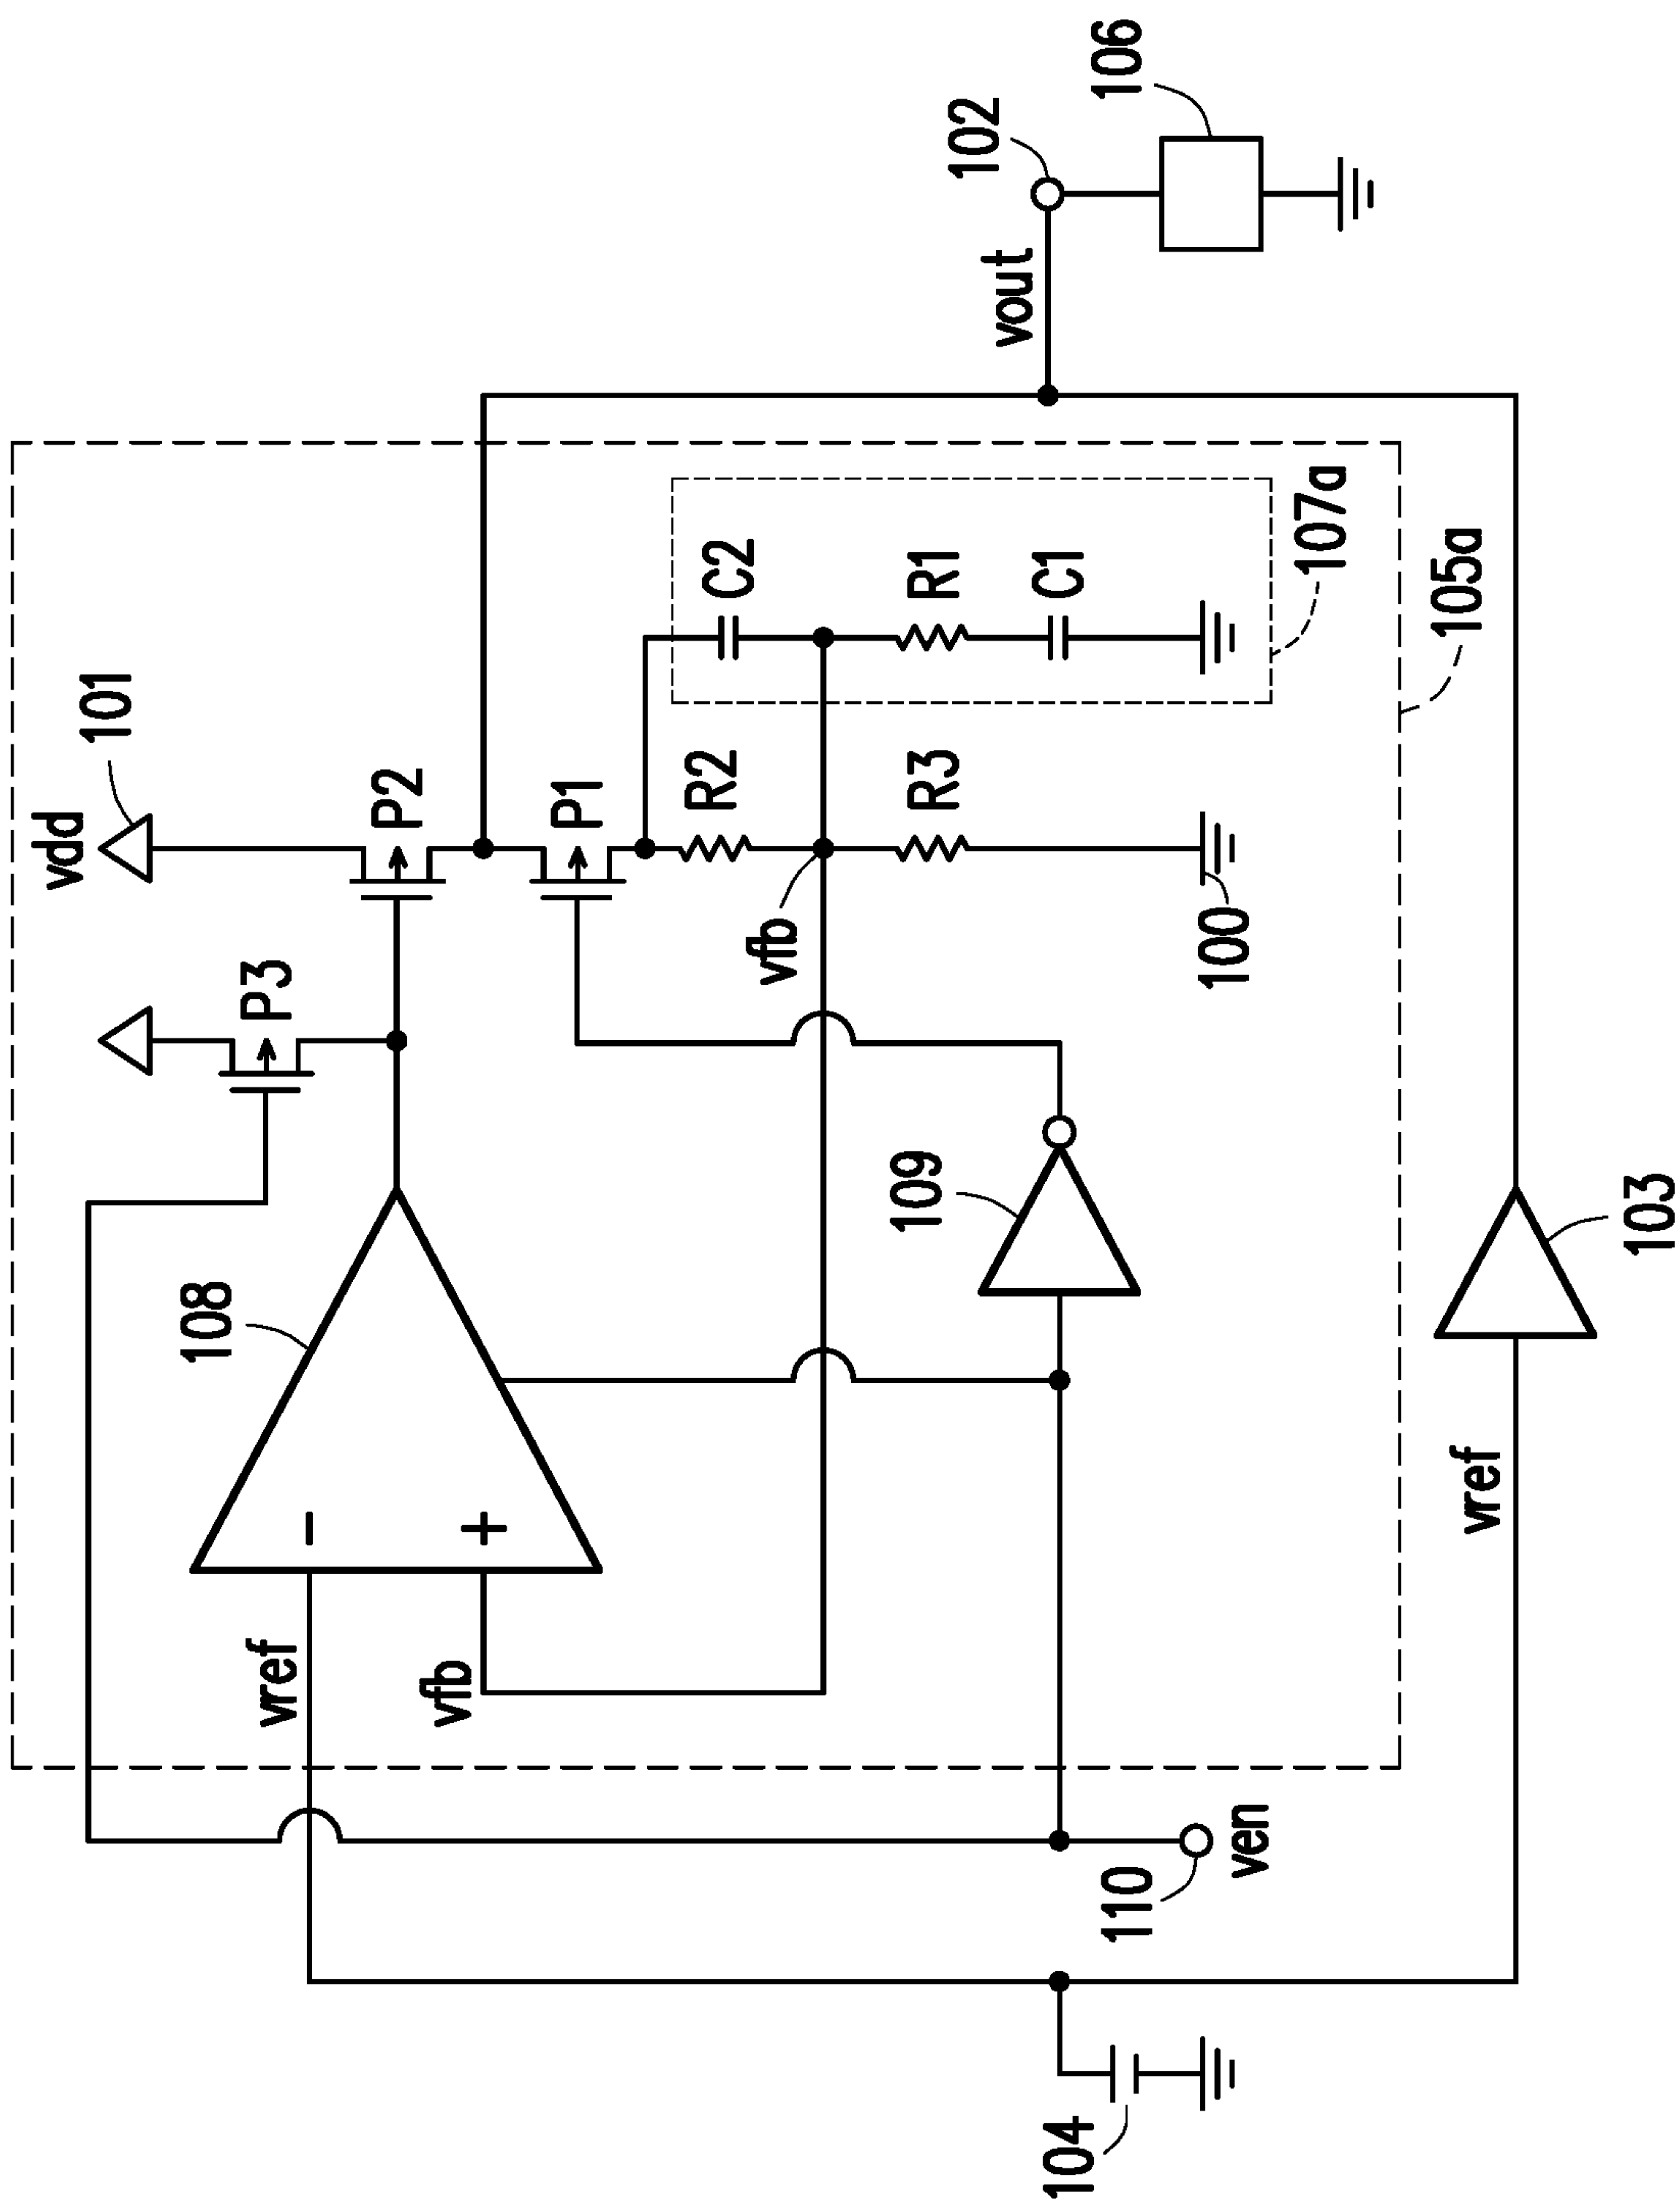 vdd
101
P3
P2
108
vref
vfb
-
+
P1
R2
C2
vfb
R3
R1
C1
109
100
107a
105a
102
vout
106
110
ven
104
vref
103